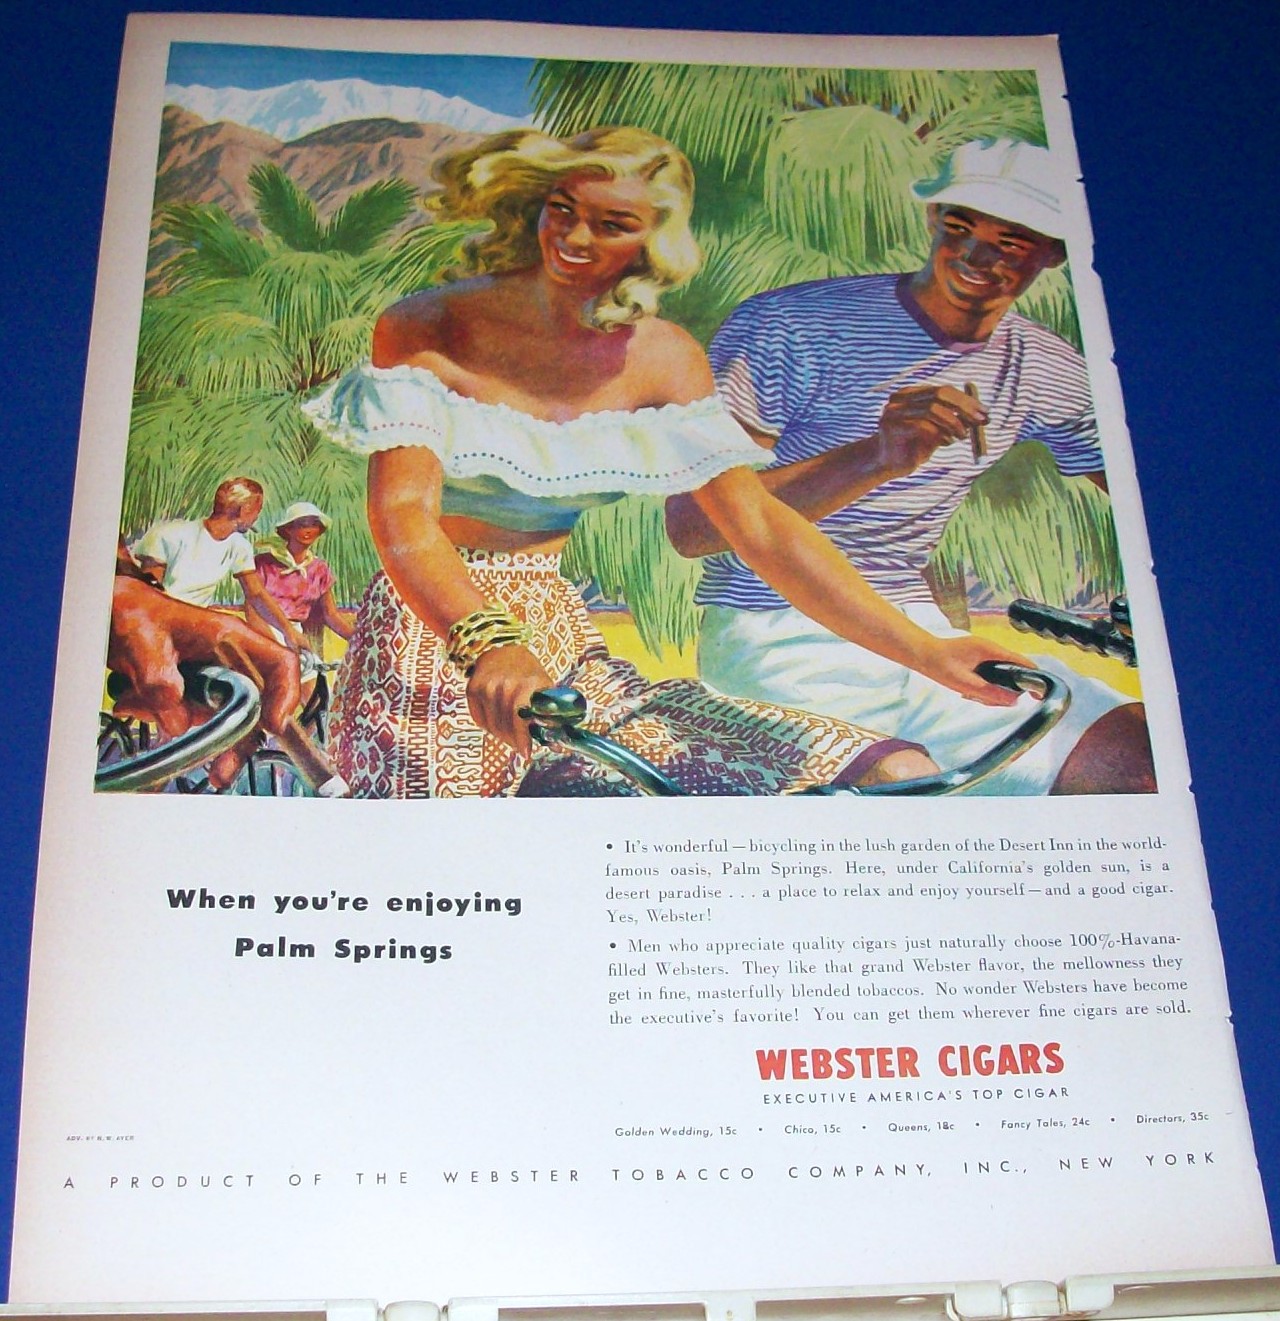 When you're enjoying
Palm Springs
• It's wonderful — bicycling in the lush garden of the Desert Inn in the world-
famous oasis, Palm Springs. Here, under California's golden sun, is a
desert paradise . . . a place to relax and enjoy yourself — and a good cigar.
Yes, Webster!
• Men who appreciate quality cigars just naturally choose 100%-Havana-
filled Websters. They like that grand Webster flavor, the mellowness they
get in fine, masterfully blended tobaccos. No wonder Websters have become
the executive's favorite! You can get them wherever fine cigars are sold.
WEBSTER CIGARS
EXECUTIVE AMERICA'S TOP CIGAR
Golden Wedding, 15c • Chico, 15c • Queens, 18c • Fancy Tales, 24c • Directors, 35c
ADV. BY N. W. AYER
A PRODUCT OF THE WEBSTER TOBACCO COMPANY, INC., NEW YORK